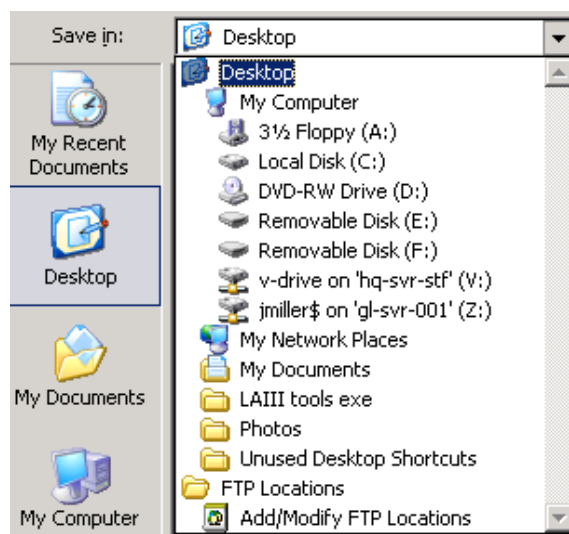 Save in:
Desktop
My Recent
Documents
Desktop
My Documents
My Computer
Desktop
My Computer
3½ Floppy (A:)
Local Disk (C:)
DVD-RW Drive (D:)
Removable Disk (E:)
Removable Disk (F:)
v-drive on 'hq-svr-stf' (V:)
jmiller$ on 'gl-svr-001' (Z:)
My Network Places
My Documents
LAIII tools exe
Photos
Unused Desktop Shortcuts
FTP Locations
Add/Modify FTP Locations